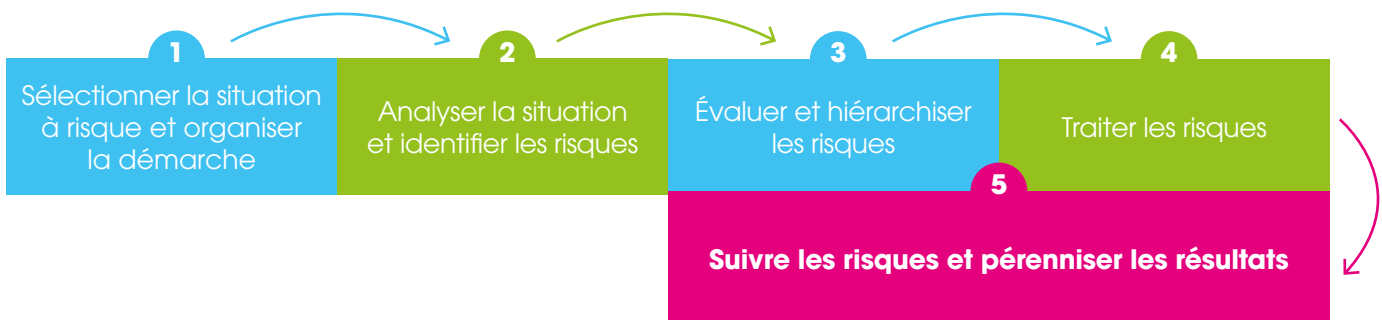 1
Sélectionner la situation
à risque et organiser
la démarche
2
Analyser la situation
et identifier les risques
3
Évaluer et hiérarchiser
les risques
4
Traiter les risques
5
Suivre les risques et pérenniser les résultats